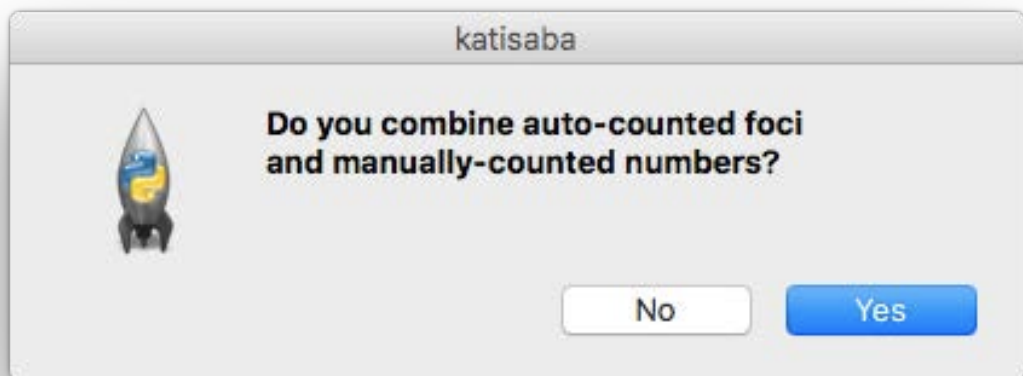 katisaba
Do you combine auto-counted foci
and manually-counted numbers?
No
Yes